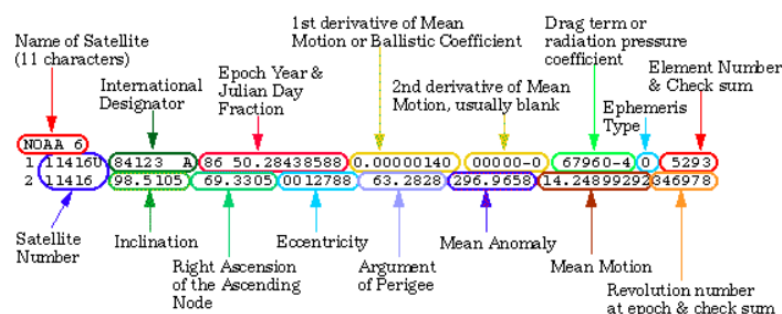 Name of Satellite
(11 characters)
International
Designator
Epoch Year &
Julian Day
Fraction
1st derivative of Mean
Motion or Ballistic Coefficient
2nd derivative of Mean
Motion, usually blank
Drag term or
radiation pressure
coefficient
Ephemeris
Type
Element Number
& Check sum
NOAA 6
1 11416U 84123 A 86 50.28438588 0.00000140 00000-0 67960-4 0 5293
2 11416 98.5105 69.3305 0012788 63.2828 296.9658 14.24899292346978
Satellite
Number
Inclination
Right Ascension
of the Ascending
Node
Eccentricity
Argument
of Perigee
Mean Anomaly
Mean Motion
Revolution number
at epoch & check sum